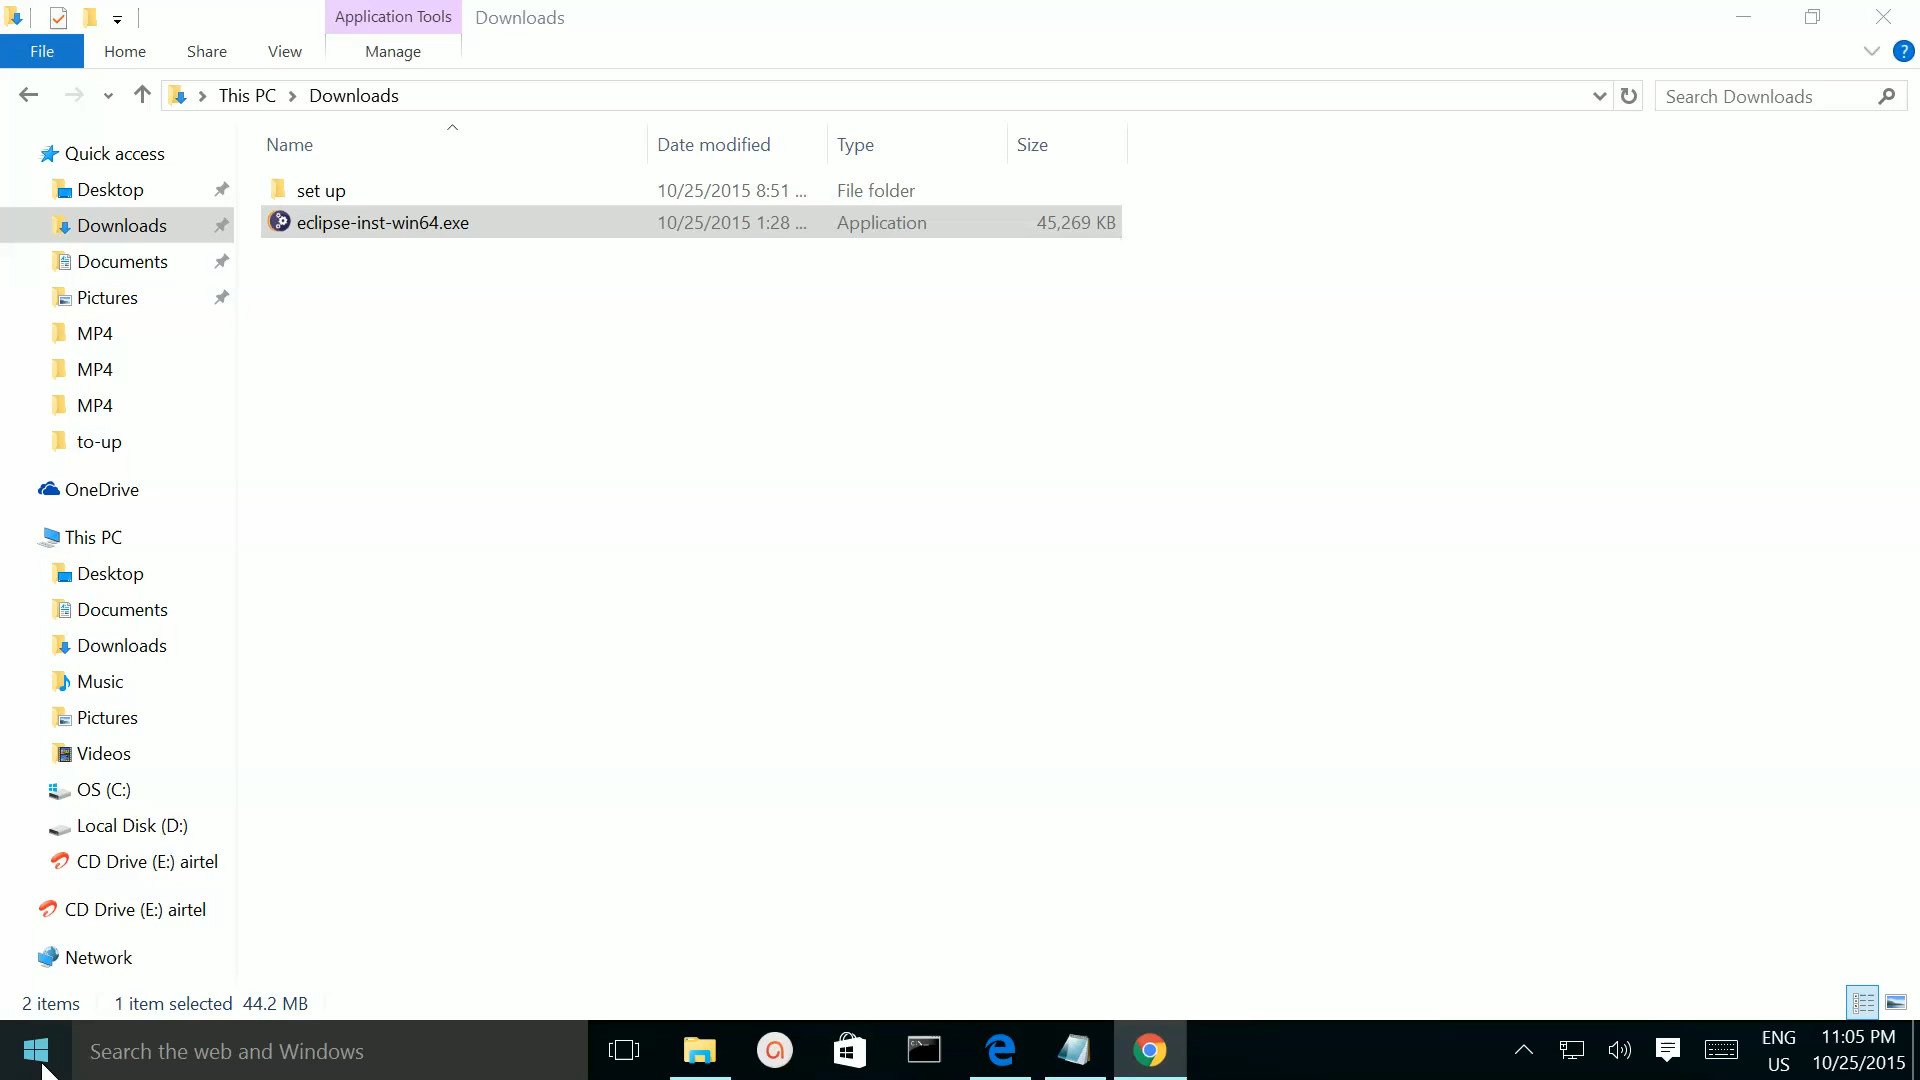 Application Tools Downloads
File Home Share View Manage
This PC Downloads Search Downloads
Name Date modified Type Size
set up 10/25/2015 8:51 ... File folder
eclipse-inst-win64.exe 10/25/2015 1:28 ... Application 45,269 KB
Quick access
Desktop
Downloads
Documents
Pictures
MP4
MP4
MP4
to-up
OneDrive
This PC
Desktop
Documents
Downloads
Music
Pictures
Videos
OS (C:)
Local Disk (D:)
CD Drive (E:) airtel
CD Drive (E:) airtel
Network
2 items 1 item selected 44.2 MB
Search the web and Windows
ENG
US
11:05 PM
10/25/2015